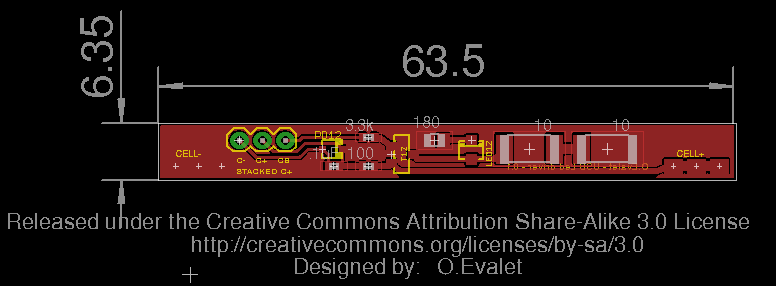 6.35
63.5
3.3k
180
10
10
PD12
CELL-
.1uF
100
T12
LED12
CELL+
C-
C+
CB
STACKED C+
Released under the Creative Commons Attribution Share-Alike 3.0 License
http://creativecommons.org/licenses/by-sa/3.0
Designed by: O.Evalet